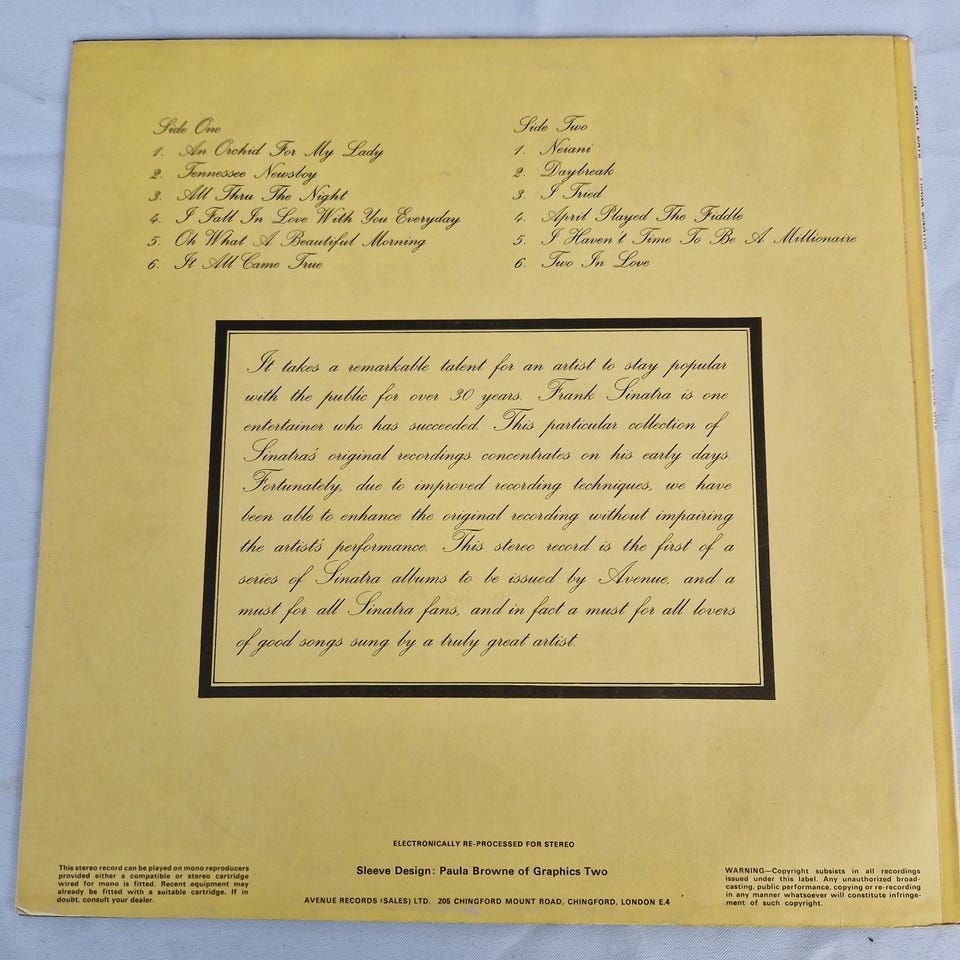 Side One
1. An Orchid For My Lady
2. Tennessee Newsboy
3. All Thru The Night
4. I Fall In Love With You Everyday
5. Oh What A Beautiful Morning
6. It All Came True
Side Two
1. Neiani
2. Daybreak
3. I Tried
4. April Played The Fiddle
5. I Haven't Time To Be A Millionaire
6. Two In Love
It takes a remarkable talent for an artist to stay popular
with the public for over 30 years. Frank Sinatra is one
entertainer who has succeeded. This particular collection of
Sinatra's original recordings concentrates on his early days.
Fortunately, due to improved recording techniques, we have
been able to enhance the original recording without impairing
the artist's performance. This stereo record is the first of a
series of Sinatra albums to be issued by Avenue, and a
must for all Sinatra fans, and in fact a must for all lovers
of good songs sung by a truly great artist.
ELECTRONICALLY RE-PROCESSED FOR STEREO
Sleeve Design: Paula Browne of Graphics Two
AVENUE RECORDS (SALES) LTD. 205 CHINGFORD MOUNT ROAD, CHINGFORD, LONDON E.4
This stereo record can be played on mono reproducers
provided either a compatible or stereo cartridge
wired for mono is fitted. Recent equipment may
already be fitted with a suitable cartridge. If in
doubt, consult your dealer.
WARNING—Copyright subsists in all recordings
issued under this label. Any unauthorized broad-
casting, public performance, copying or re-recording
in any manner whatsoever will constitute infringe-
ment of such copyright.